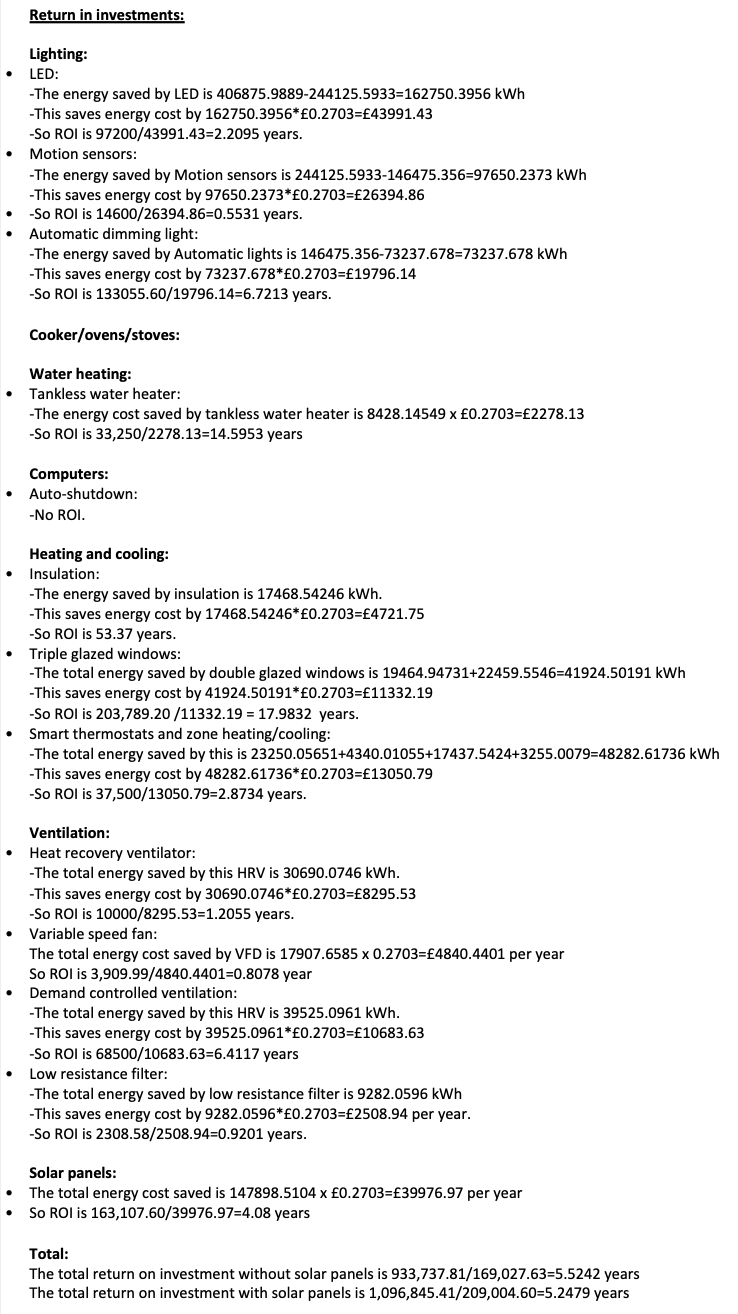 Return in investments:
Lighting:
• LED:
-The energy saved by LED is 406875.9889-244125.5933=162750.3956 kWh
-This saves energy cost by 162750.3956*£0.2703=£43991.43
-So ROI is 97200/43991.43=2.2095 years.
• Motion sensors:
-The energy saved by Motion sensors is 244125.5933-146475.356=97650.2373 kWh
-This saves energy cost by 97650.2373*£0.2703=£26394.86
• -So ROI is 14600/26394.86=0.5531 years.
• Automatic dimming light:
-The energy saved by Automatic lights is 146475.356-73237.678=73237.678 kWh
-This saves energy cost by 73237.678*£0.2703=£19796.14
-So ROI is 133055.60/19796.14=6.7213 years.
Cooker/ovens/stoves:
Water heating:
• Tankless water heater:
-The energy cost saved by tankless water heater is 8428.14549 x £0.2703=£2278.13
-So ROI is 33,250/2278.13=14.5953 years
Computers:
• Auto-shutdown:
-No ROI.
Heating and cooling:
• Insulation:
-The energy saved by insulation is 17468.54246 kWh.
-This saves energy cost by 17468.54246*£0.2703=£4721.75
-So ROI is 53.37 years.
• Triple glazed windows:
-The total energy saved by double glazed windows is 19464.94731+22459.5546=41924.50191 kWh
-This saves energy cost by 41924.50191*£0.2703=£11332.19
-So ROI is 203,789.20 /11332.19 = 17.9832  years.
• Smart thermostats and zone heating/cooling:
-The total energy saved by this is 23250.05651+4340.01055+17437.5424+3255.0079=48282.61736 kWh
-This saves energy cost by 48282.61736*£0.2703=£13050.79
-So ROI is 37,500/13050.79=2.8734 years.
Ventilation:
• Heat recovery ventilator:
-The total energy saved by this HRV is 30690.0746 kWh.
-This saves energy cost by 30690.0746*£0.2703=£8295.53
-So ROI is 10000/8295.53=1.2055 years.
• Variable speed fan:
The total energy cost saved by VFD is 17907.6585 x 0.2703=£4840.4401 per year
So ROI is 3,909.99/4840.4401=0.8078 year
• Demand controlled ventilation:
-The total energy saved by this HRV is 39525.0961 kWh.
-This saves energy cost by 39525.0961*£0.2703=£10683.63
-So ROI is 68500/10683.63=6.4117 years
• Low resistance filter:
-The total energy saved by low resistance filter is 9282.0596 kWh
-This saves energy cost by 9282.0596*£0.2703=£2508.94 per year.
-So ROI is 2308.58/2508.94=0.9201 years.
Solar panels:
• The total energy cost saved is 147898.5104 x £0.2703=£39976.97 per year
• So ROI is 163,107.60/39976.97=4.08 years
Total:
The total return on investment without solar panels is 933,737.81/169,027.63=5.5242 years
The total return on investment with solar panels is 1,096,845.41/209,004.60=5.2479 years